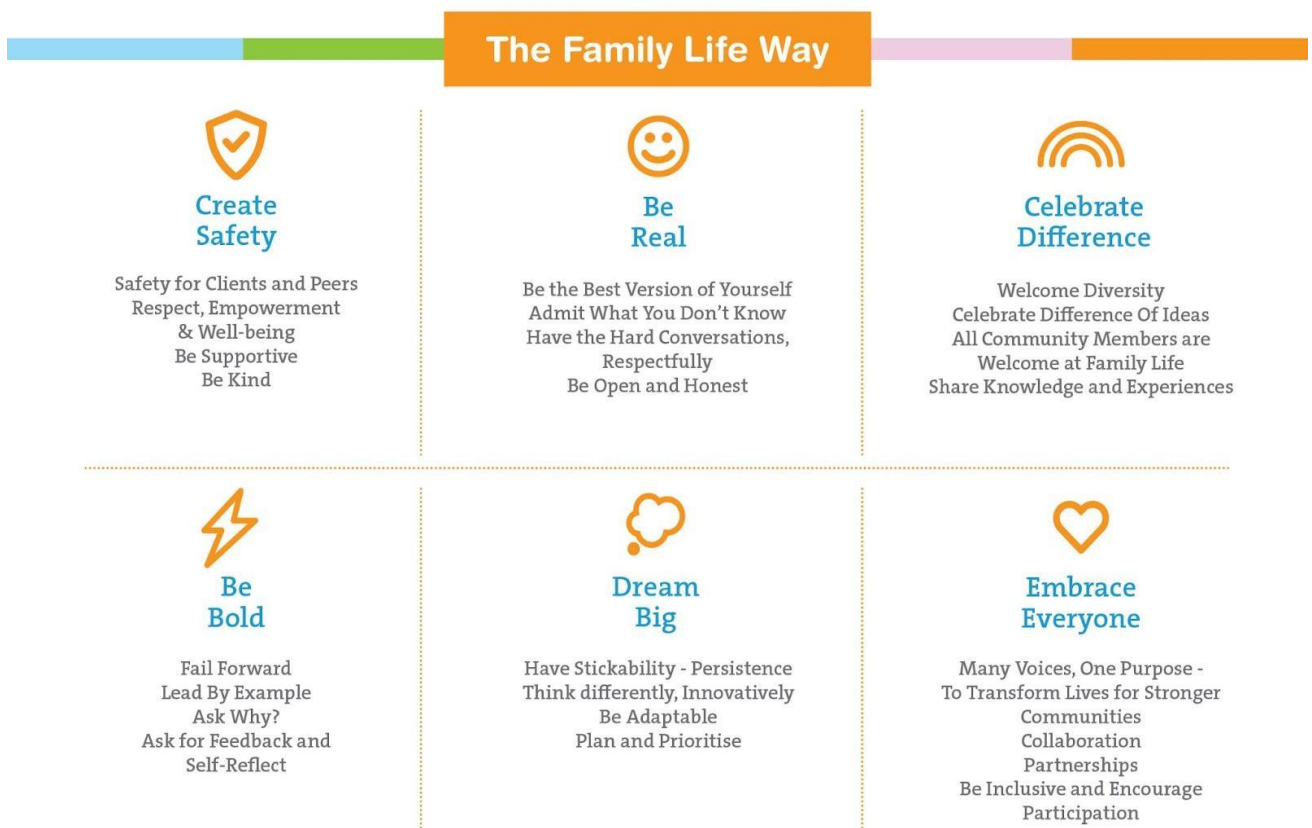 The Family Life Way
Create
Safety
Safety for Clients and Peers
Respect, Empowerment
& Well-being
Be Supportive
Be Kind
Be
Real
Be the Best Version of Yourself
Admit What You Don’t Know
Have the Hard Conversations,
Respectfully
Be Open and Honest
Celebrate
Difference
Welcome Diversity
Celebrate Difference Of Ideas
All Community Members are
Welcome at Family Life
Share Knowledge and Experiences
Be
Bold
Fail Forward
Lead By Example
Ask Why?
Ask for Feedback and
Self-Reflect
Dream
Big
Have Stickability - Persistence
Think differently, Innovatively
Be Adaptable
Plan and Prioritise
Embrace
Everyone
Many Voices, One Purpose -
To Transform Lives for Stronger
Communities
Collaboration
Partnerships
Be Inclusive and Encourage
Participation